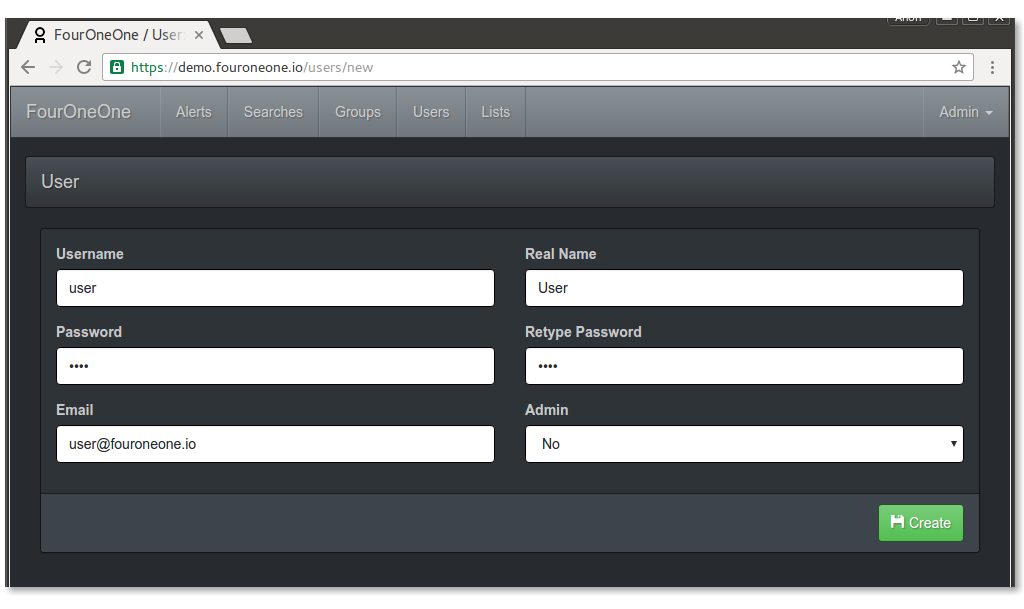 Anon
FourOneOne / User
https://demo.fouroneone.io/users/new
FourOneOne Alerts Searches Groups Users Lists Admin
User
Username Real Name
user User
Password Retype Password
•••• ••••
Email Admin
user@fouroneone.io No
Create